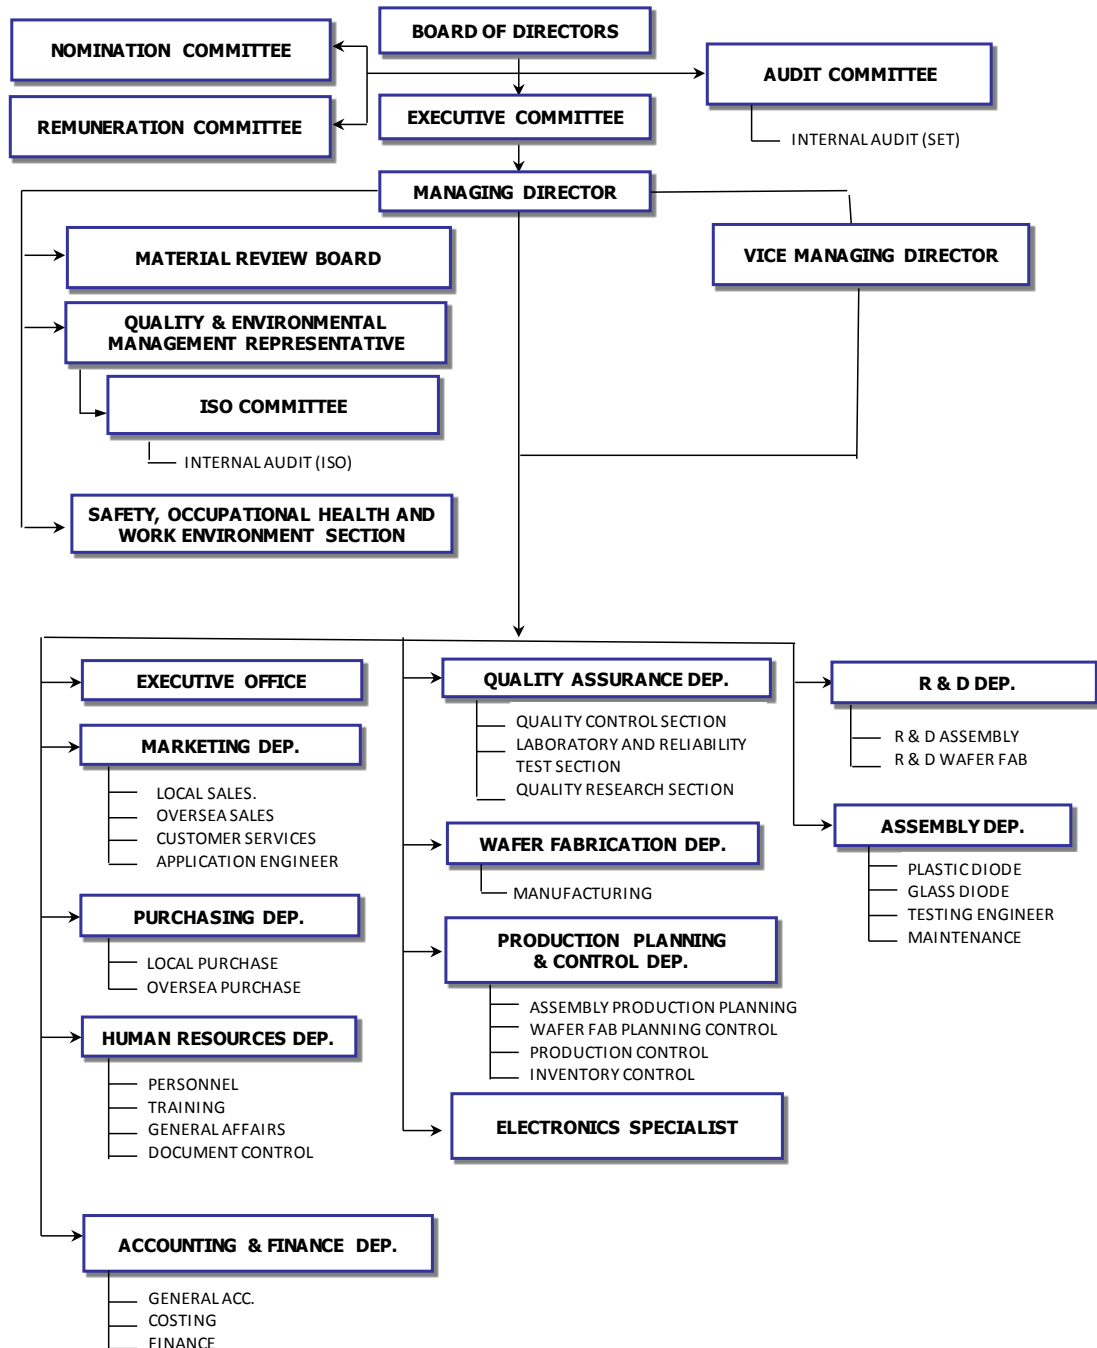 BOARD OF DIRECTORS
NOMINATION COMMITTEE
AUDIT COMMITTEE
EXECUTIVE COMMITTEE
REMUNERATION COMMITTEE
INTERNAL AUDIT (SET)
MANAGING DIRECTOR
MATERIAL REVIEW BOARD
VICE MANAGING DIRECTOR
QUALITY & ENVIRONMENTAL
MANAGEMENT REPRESENTATIVE
ISO COMMITTEE
INTERNAL AUDIT (ISO)
SAFETY, OCCUPATIONAL HEALTH AND
WORK ENVIRONMENT SECTION
EXECUTIVE OFFICE
MARKETING DEP.
LOCAL SALES.
OVERSEA SALES
CUSTOMER SERVICES
APPLICATION ENGINEER
PURCHASING DEP.
LOCAL PURCHASE
OVERSEA PURCHASE
HUMAN RESOURCES DEP.
PERSONNEL
TRAINING
GENERAL AFFAIRS
DOCUMENT CONTROL
ACCOUNTING & FINANCE DEP.
GENERAL ACC.
COSTING
FINANCE
QUALITY ASSURANCE DEP.
QUALITY CONTROL SECTION
LABORATORY AND RELIABILITY
TEST SECTION
QUALITY RESEARCH SECTION
WAFER FABRICATION DEP.
MANUFACTURING
PRODUCTION PLANNING
& CONTROL DEP.
ASSEMBLY PRODUCTION PLANNING
WAFER FAB PLANNING CONTROL
PRODUCTION CONTROL
INVENTORY CONTROL
ELECTRONICS SPECIALIST
R & D DEP.
R & D ASSEMBLY
R & D WAFER FAB
ASSEMBLY DEP.
PLASTIC DIODE
GLASS DIODE
TESTING ENGINEER
MAINTENANCE